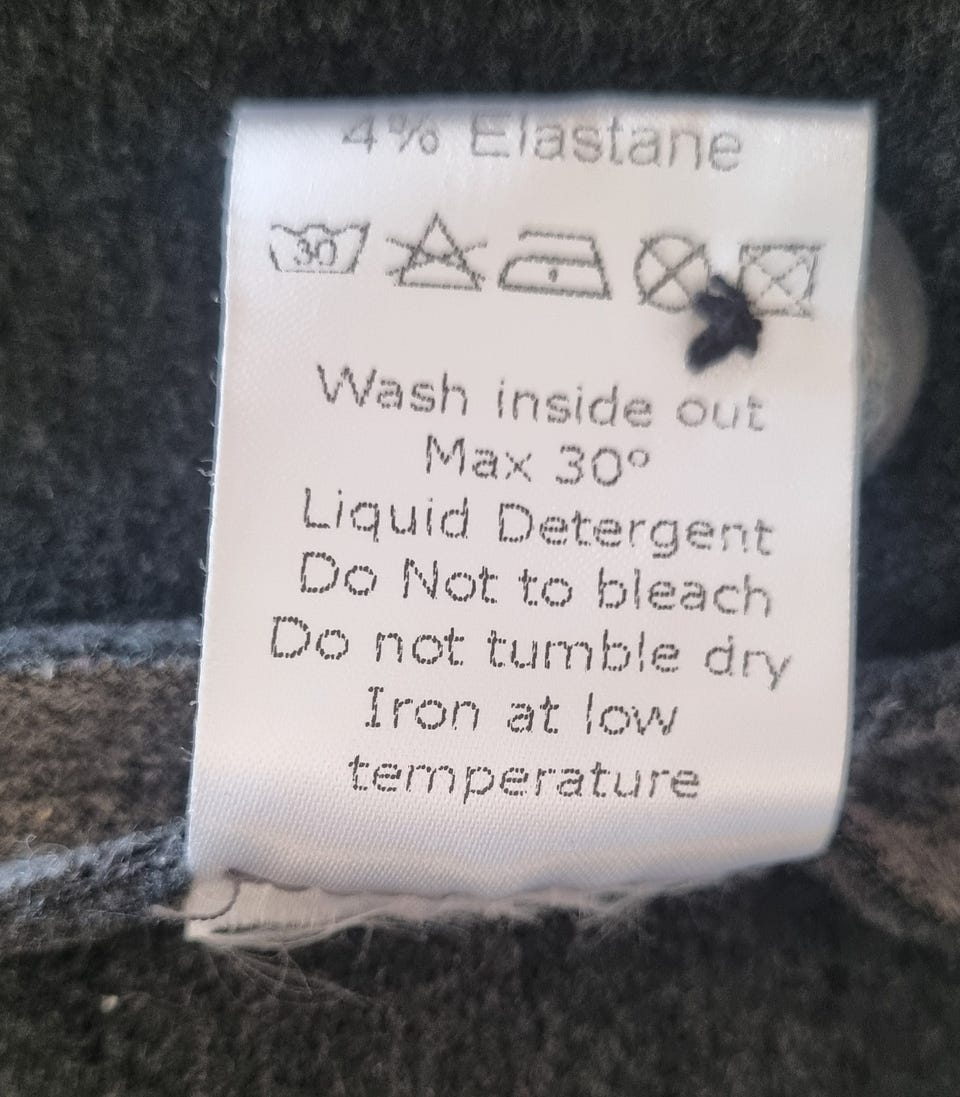 4% Elastane
30
Wash inside out
Max 30°
Liquid Detergent
Do Not to bleach
Do not tumble dry
Iron at low
temperature